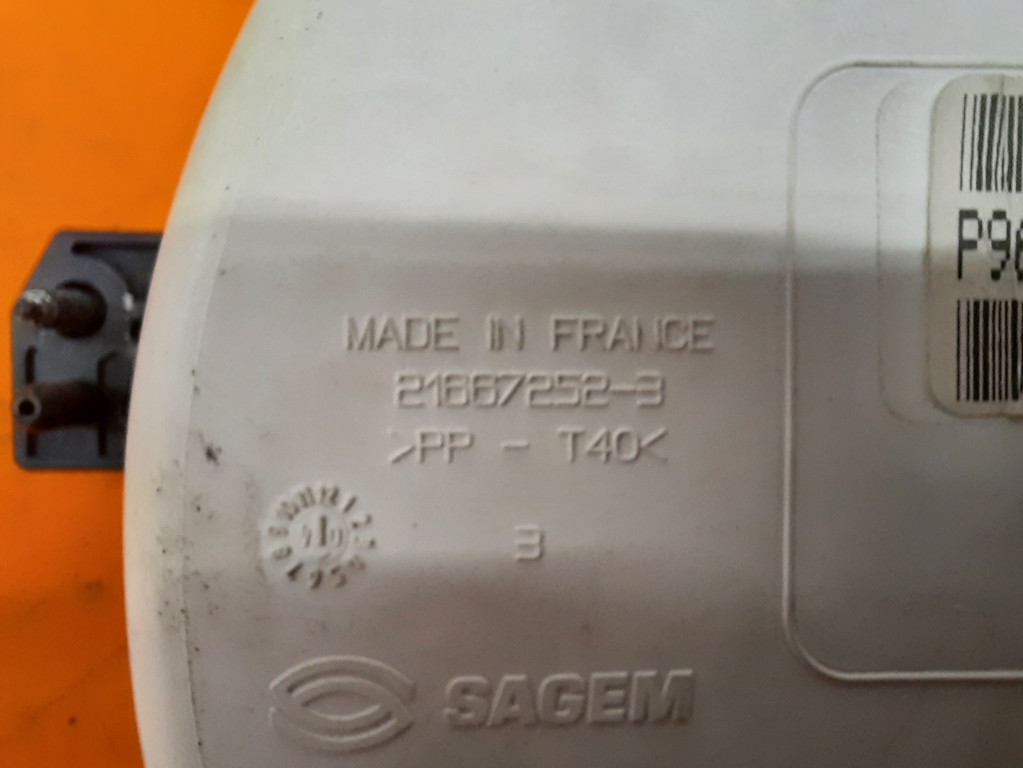 MADE IN FRANCE
21667252-3
>PP - T40<
3
SAGEM